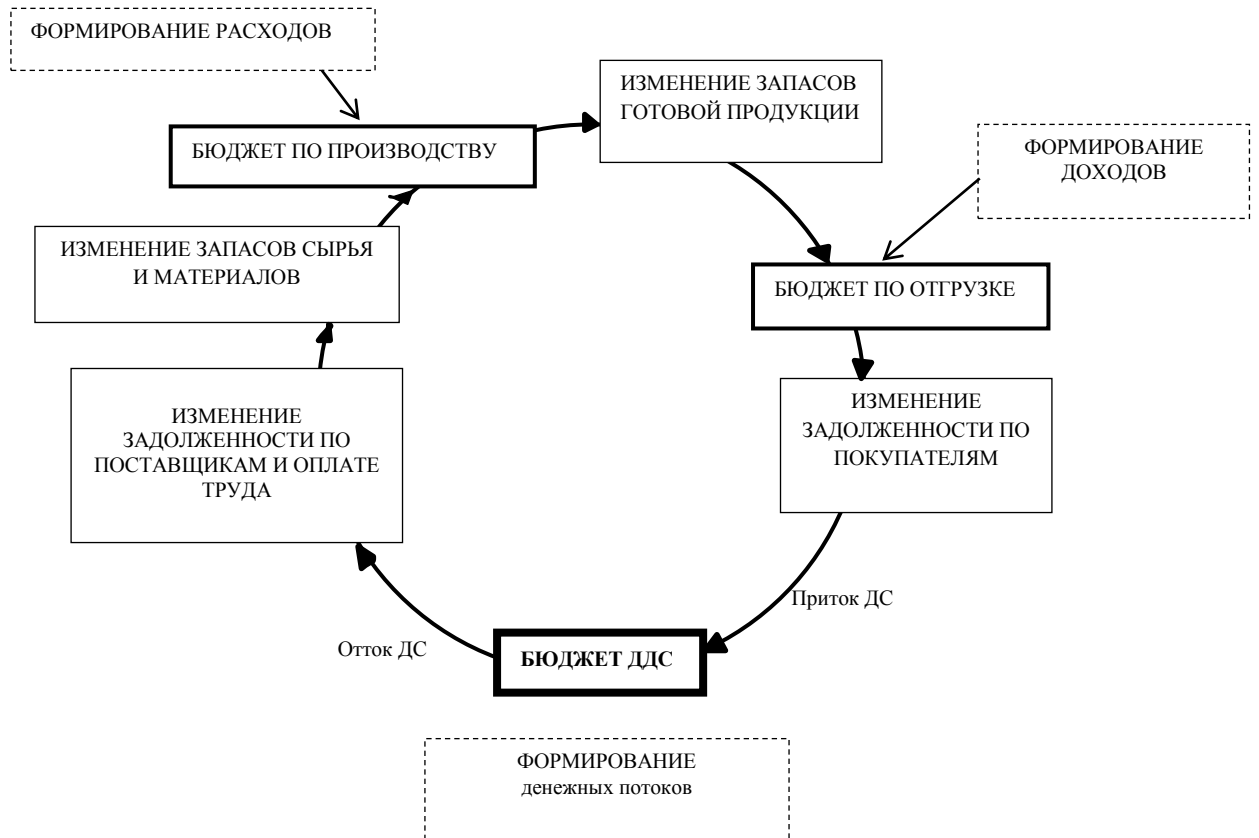 ФОРМИРОВАНИЕ РАСХОДОВ
ИЗМЕНЕНИЕ ЗАПАСОВ
ГОТОВОЙ ПРОДУКЦИИ
БЮДЖЕТ ПО ПРОИЗВОДСТВУ
ФОРМИРОВАНИЕ
ДОХОДОВ
ИЗМЕНЕНИЕ ЗАПАСОВ СЫРЬЯ
И МАТЕРИАЛОВ
БЮДЖЕТ ПО ОТГРУЗКЕ
ИЗМЕНЕНИЕ
ЗАДОЛЖЕННОСТИ ПО
ПОСТАВЩИКАМ И ОПЛАТЕ
ТРУДА
ИЗМЕНЕНИЕ
ЗАДОЛЖЕННОСТИ ПО
ПОКУПАТЕЛЯМ
Приток ДС
Отток ДС
БЮДЖЕТ ДДС
ФОРМИРОВАНИЕ
денежных потоков